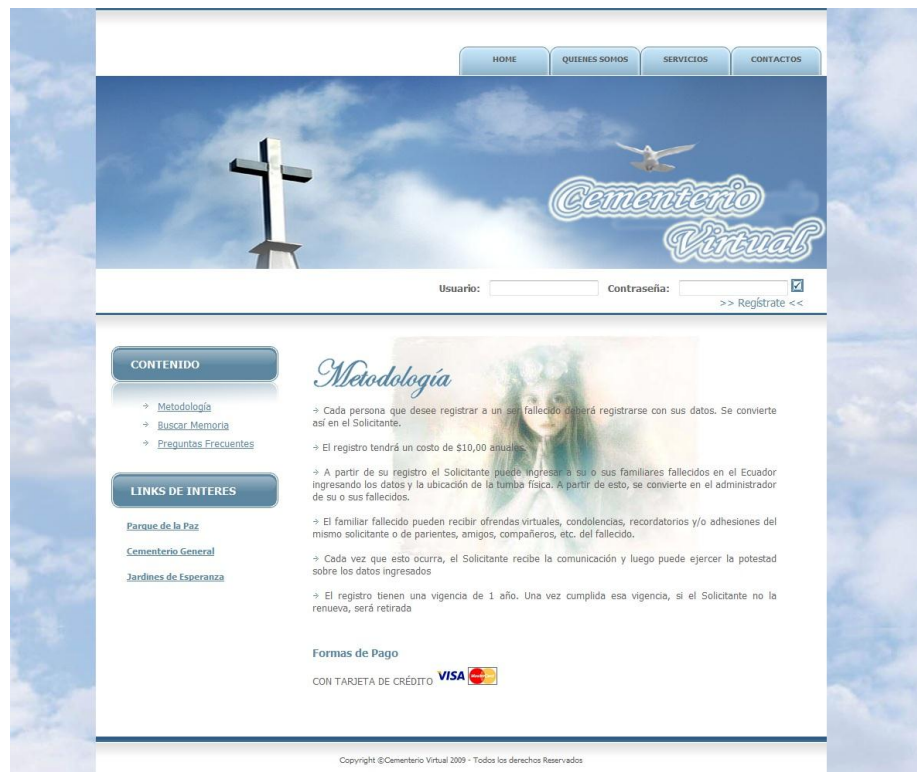 HOME QUIENES SOMOS SERVICIOS CONTACTOS
Cementerio
Virtual
Usuario: Contraseña:
>> Regístrate <<
CONTENIDO
Metodología
Buscar Memoria
Preguntas Frecuentes
LINKS DE INTERES
Parque de la Paz
Cementerio General
Jardines de Esperanza
Metodología
Cada persona que desee registrar a un ser fallecido deberá registrarse con sus datos. Se convierte
así en el Solicitante.
El registro tendrá un costo de $10,00 anuales.
A partir de su registro el Solicitante puede ingresar a su o sus familiares fallecidos en el Ecuador
ingresando los datos y la ubicación de la tumba física. A partir de esto, se convierte en el administrador
de su o sus fallecidos.
El familiar fallecido pueden recibir ofrendas virtuales, condolencias, recordatorios y/o adhesiones del
mismo solicitante o de parientes, amigos, compañeros, etc. del fallecido.
Cada vez que esto ocurra, el Solicitante recibe la comunicación y luego puede ejercer la potestad
sobre los datos ingresados
El registro tienen una vigencia de 1 año. Una vez cumplida esa vigencia, si el Solicitante no la
renueva, será retirada
Formas de Pago
CON TARJETA DE CRÉDITO VISA MasterCard
Copyright ©Cementerio Virtual 2009 - Todos los derechos Reservados